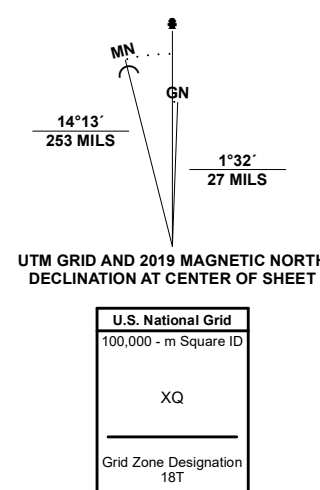 MN
GN
14°13´
253 MILS
1°32´
27 MILS
UTM GRID AND 2019 MAGNETIC NORTH
DECLINATION AT CENTER OF SHEET
U.S. National Grid
100,000 - m Square ID
XQ
Grid Zone Designation
18T